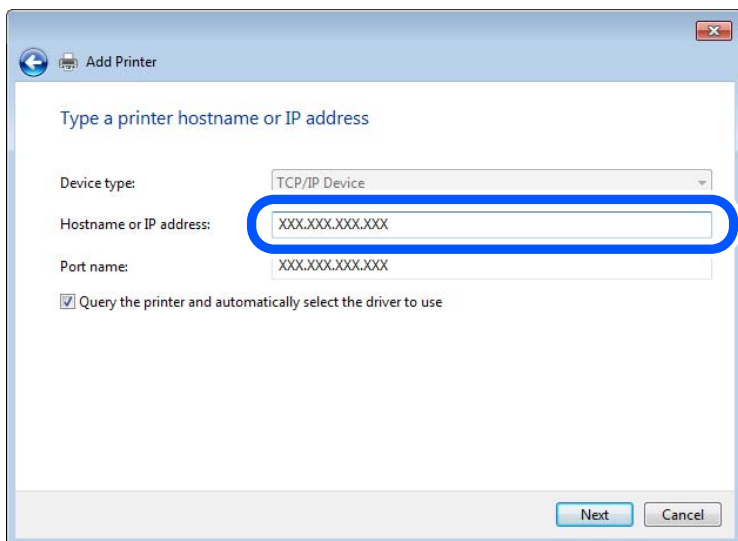 Add Printer
Type a printer hostname or IP address
Device type: TCP/IP Device
Hostname or IP address: XXX.XXX.XXX.XXX
Port name: XXX.XXX.XXX.XXX
Query the printer and automatically select the driver to use
Next Cancel